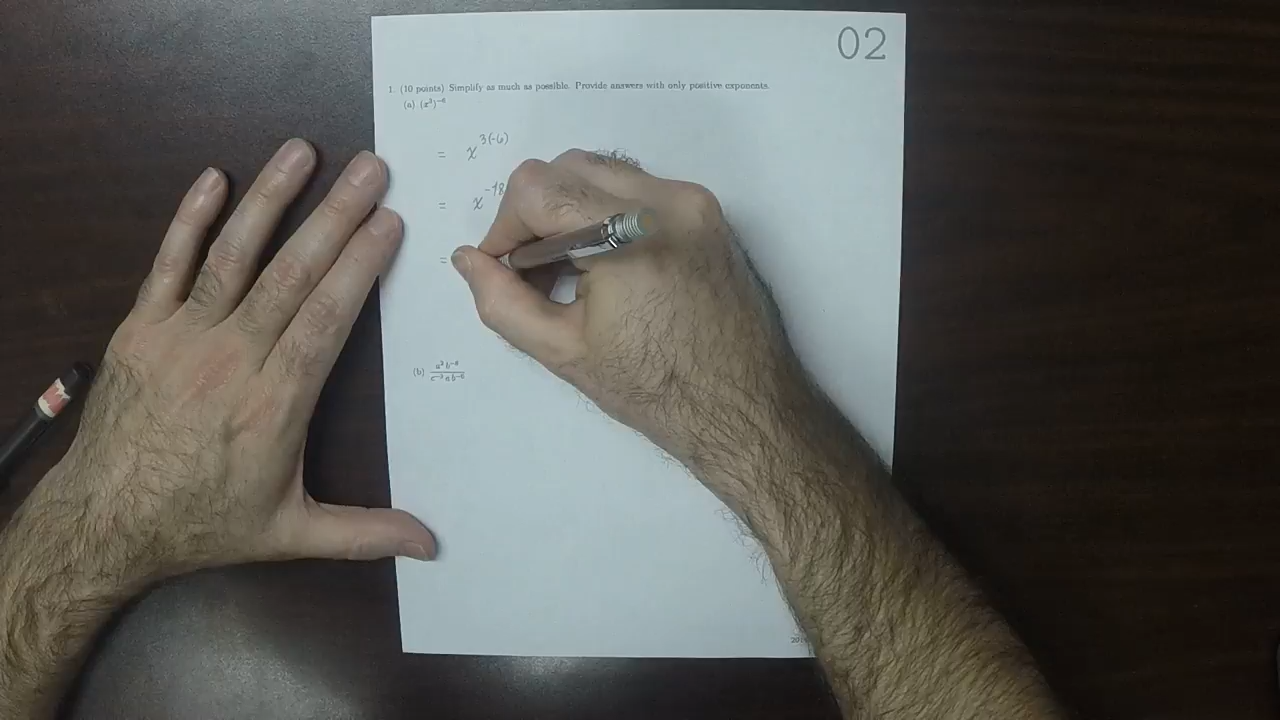 02
1. (10 points) Simplify as much as possible. Provide answers with only positive exponents.
(a) (x³)⁻⁶
= x³⁽⁻⁶⁾
= x⁻¹⁸
=
(b)